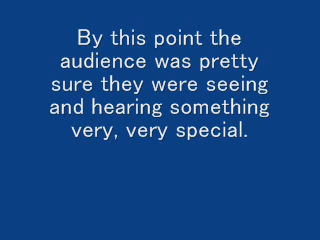 By this point the
audience was pretty
sure they were seeing
and hearing something
very, very special.